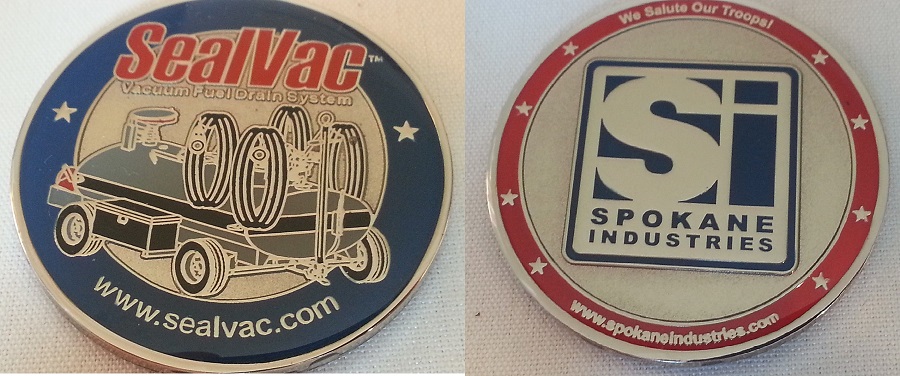 SealVac™
Vacuum Fuel Drain System
www.sealvac.com
We Salute Our Troops!
Si
SPOKANE
INDUSTRIES
www.spokaneindustries.com